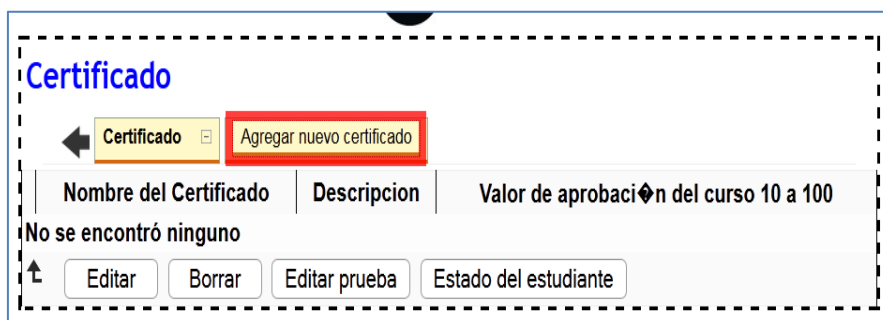 Certificado
Certificado Agregar nuevo certificado
Nombre del Certificado Descripcion Valor de aprobaci�n del curso 10 a 100
No se encontró ninguno
Editar Borrar Editar prueba Estado del estudiante